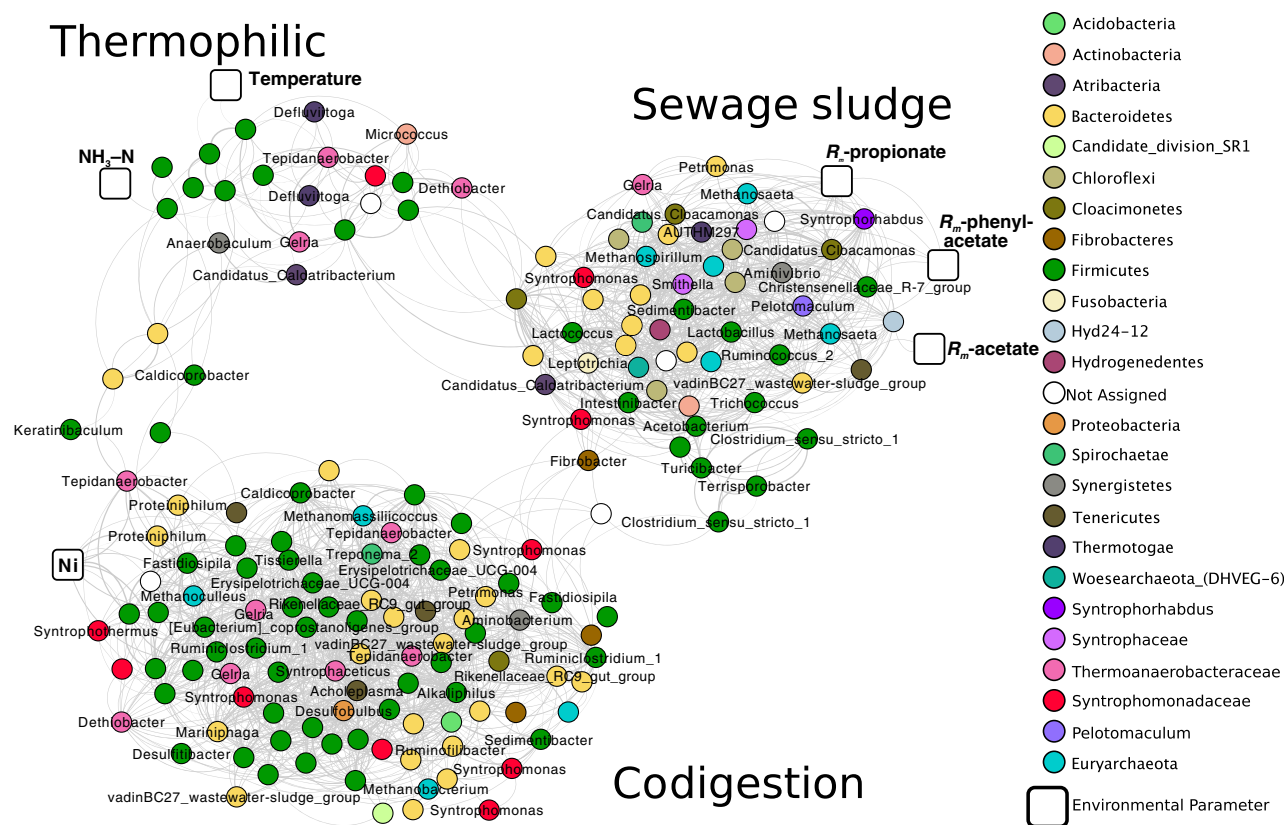 Thermophilic
Temperature
Defluviitoga
Micrococcus
NH3–N
Tepidanaerobacter
Defluviitoga
Dethiobacter
Anaerobaculum
Gelria
Candidatus_Caldatribacterium
Caldicoprobacter
Keratinibaculum
Tepidanaerobacter
Sewage sludge
Rm-propionate
Petrimonas
Gelria
Methanosaeta
Candidatus_Cloacamonas
Syntrophorhabdus
AUTHM297
Rm-phenyl-
acetate
Candidatus_Cloacamonas
Methanospirillum
Aminivibrio
Syntrophomonas
Smithella
Christensenellaceae_R-7_group
Sedimentibacter
Pelotomaculum
Lactococcus
Lactobacillus
Methanosaeta
Rm-acetate
Ruminococcus_2
Leptotrichia
Candidatus_Caldatribacterium
vadinBC27_wastewater-sludge_group
Intestinibacter
Trichococcus
Syntrophomonas
Acetobacterium
Clostridium_sensu_stricto_1
Fibrobacter
Turicibacter
Terrisporobacter
Clostridium_sensu_stricto_1
Caldicoprobacter
Proteiniphilum
Methanomassiliicoccus
Tepidanaerobacter
Proteiniphilum
Treponema_2
Syntrophomonas
Ni
Fastidiosipila
Tissierella
Erysipelotrichaceae_UCG-004
Erysipelotrichaceae_UCG-004
Methanoculleus
Petrimonas
Fastidiosipila
Rikenellaceae_RC9_gut_group
Gelria
Aminobacterium
Syntrophothermus
[Eubacterium]_coprostanoligenes_group
Ruminiclostridium_1
vadinBC27_wastewater-sludge_group
Tepidanaerobacter
Ruminiclostridium_1
Gelria
Syntrophaceticus
Rikenellaceae_RC9_gut_group
Syntrophomonas
Acholeplasma
Alkaliphilus
Desulfobulbus
Dethiobacter
Mariniphaga
Sedimentibacter
Desulfitibacter
Ruminofilibacter
Syntrophomonas
Methanobacterium
vadinBC27_wastewater-sludge_group
Syntrophomonas
Codigestion
Acidobacteria
Actinobacteria
Atribacteria
Bacteroidetes
Candidate_division_SR1
Chloroflexi
Cloacimonetes
Fibrobacteres
Firmicutes
Fusobacteria
Hyd24-12
Hydrogenedentes
Not Assigned
Proteobacteria
Spirochaetae
Synergistetes
Tenericutes
Thermotogae
Woesearchaeota_(DHVEG-6)
Syntrophorhabdus
Syntrophaceae
Thermoanaerobacteraceae
Syntrophomonadaceae
Pelotomaculum
Euryarchaeota
Environmental Parameter